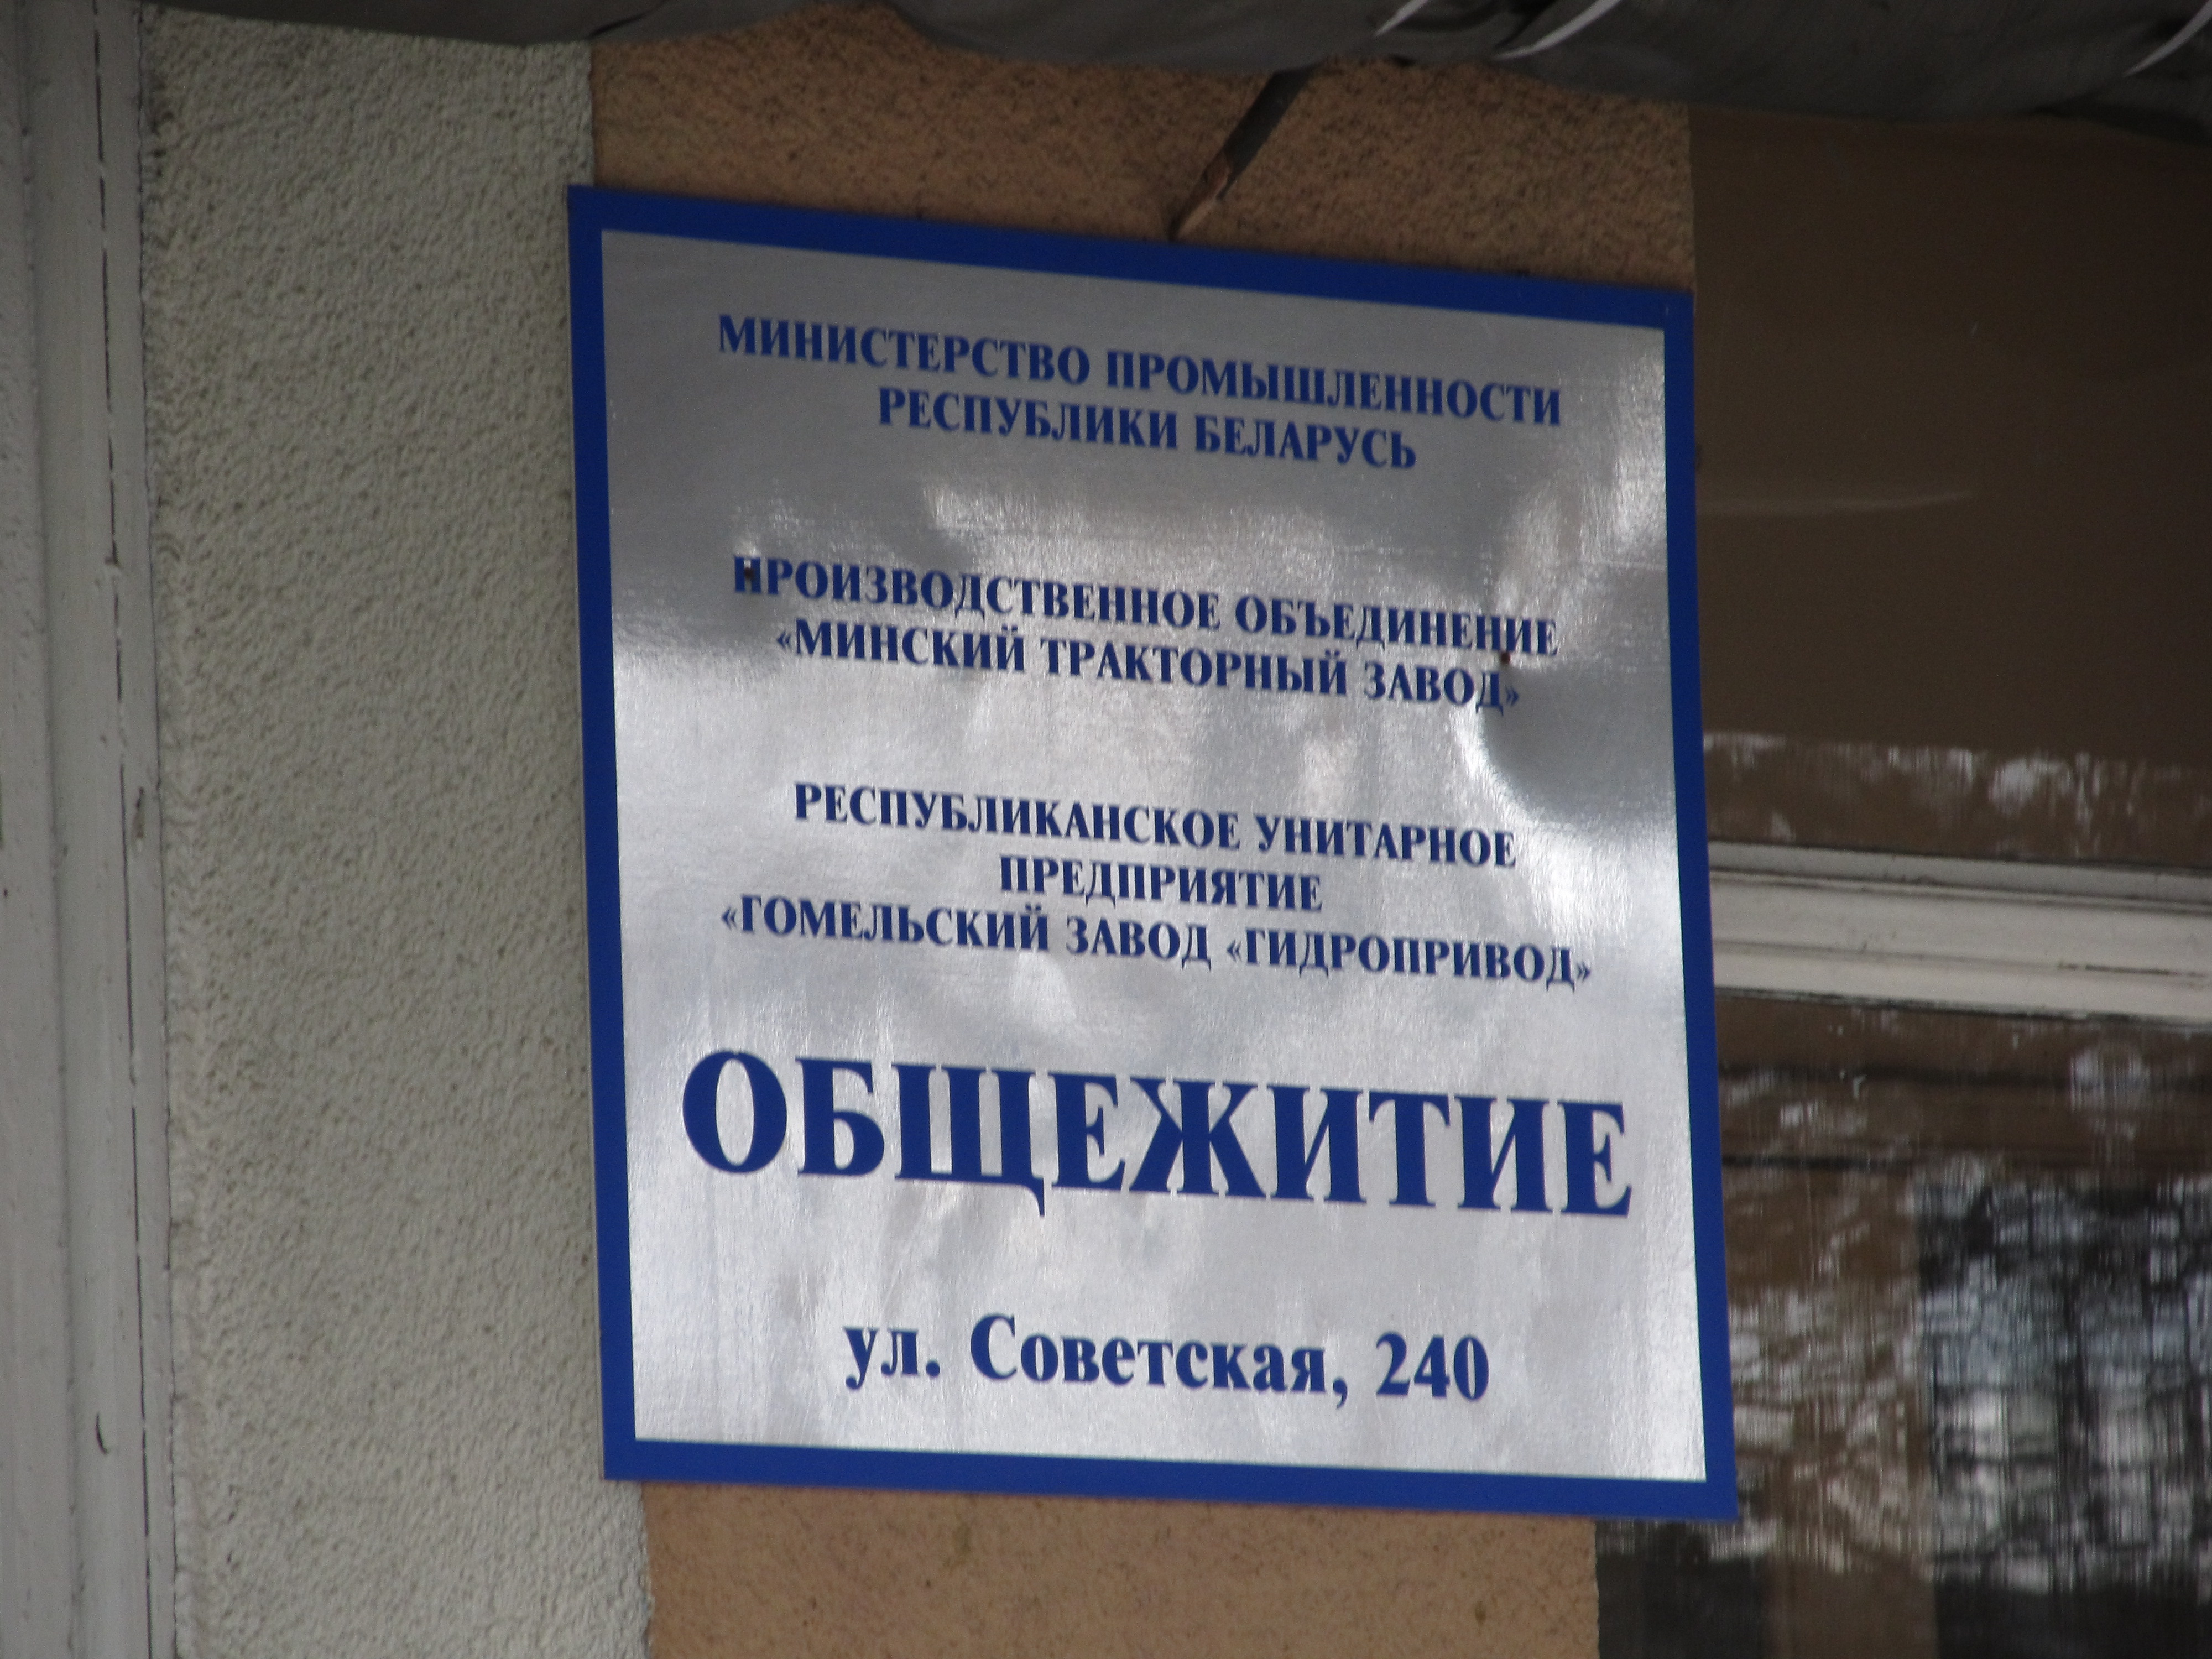 МИНИСТЕРСТВО ПРОМЫШЛЕННОСТИ
РЕСПУБЛИКИ БЕЛАРУСЬ
ПРОИЗВОДСТВЕННОЕ ОБЪЕДИНЕНИЕ
«МИНСКИЙ ТРАКТОРНЫЙ ЗАВОД»
РЕСПУБЛИКАНСКОЕ УНИТАРНОЕ
ПРЕДПРИЯТИЕ
«ГОМЕЛЬСКИЙ ЗАВОД «ГИДРОПРИВОД»
ОБЩЕЖИТИЕ
ул. Советская, 240